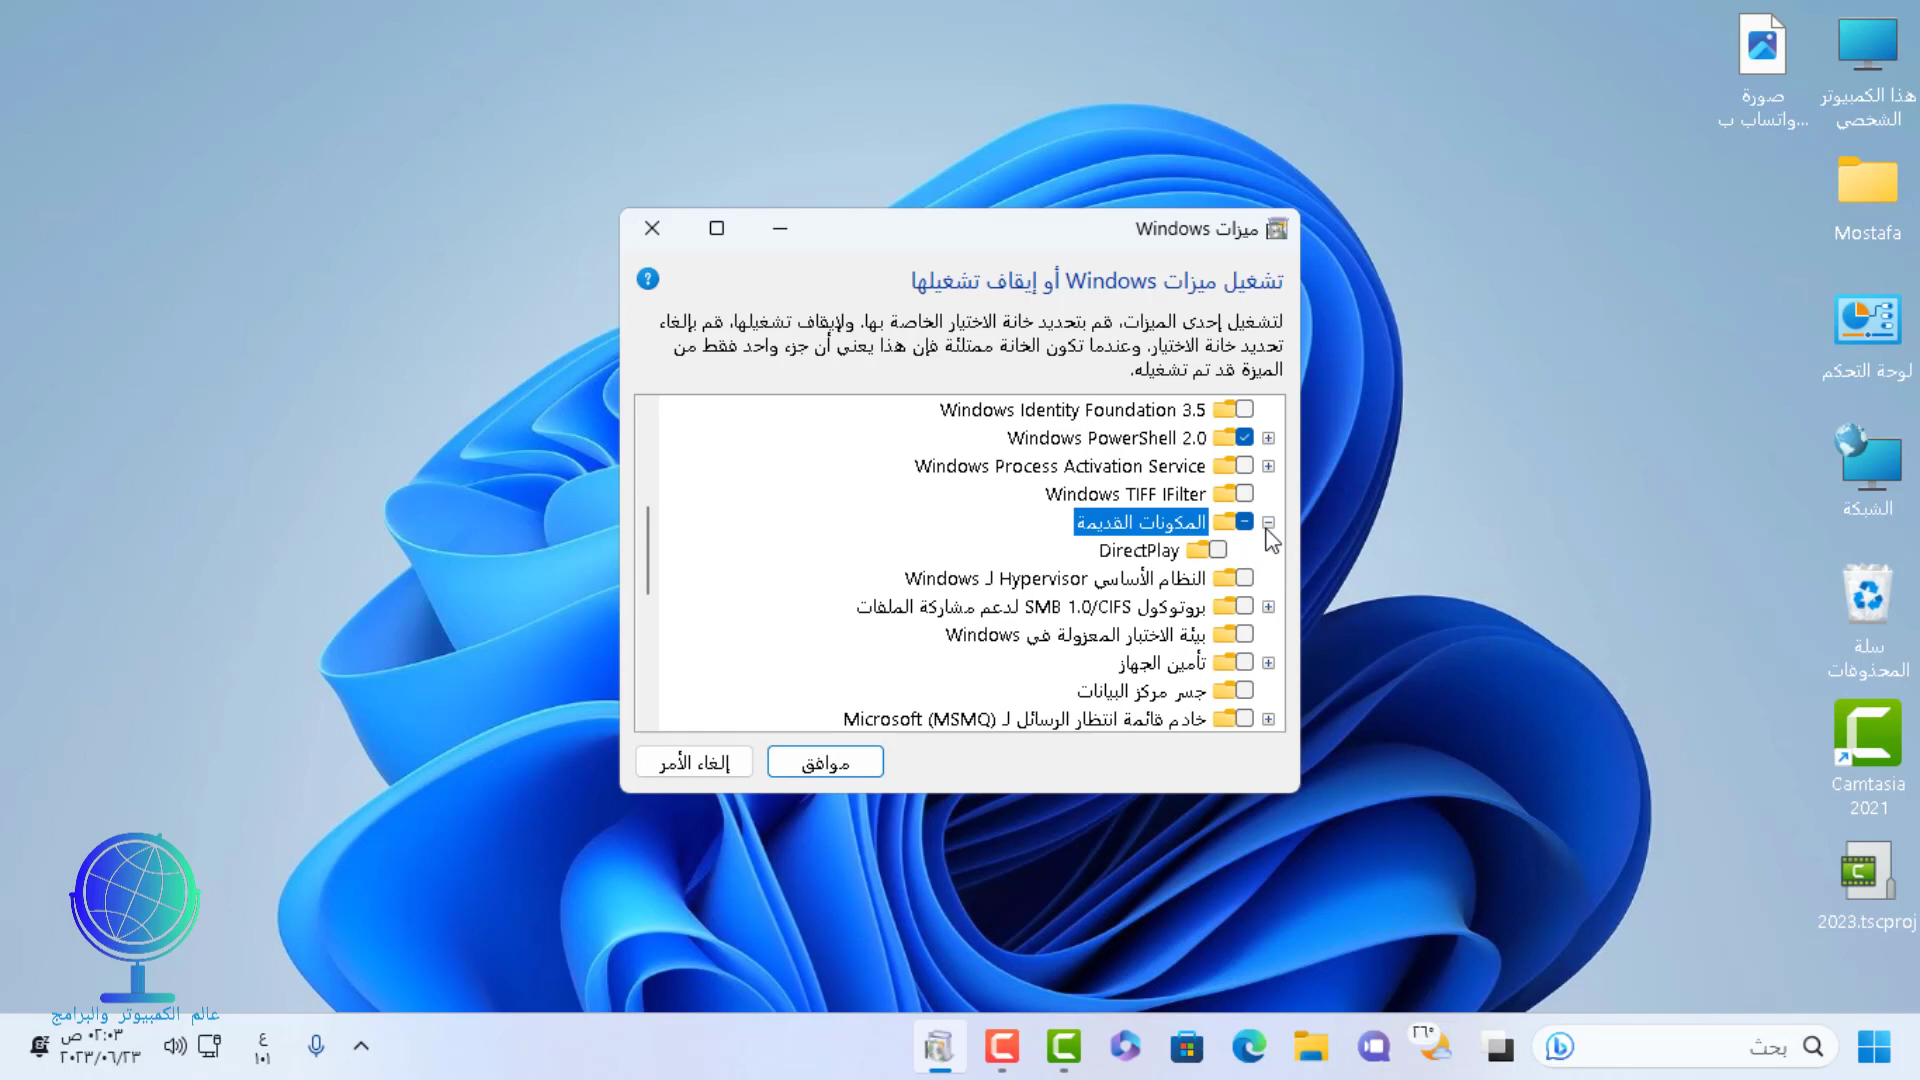 صورة
واتساب ب...
هذا الكمبيوتر
الشخصي
Mostafa
لوحة التحكم
الشبكة
سلة
المحذوفات
Camtasia
2021
2023.tscproj
ميزات Windows
تشغيل ميزات Windows أو إيقاف تشغيلها
لتشغيل إحدى الميزات، قم بتحديد خانة الاختيار الخاصة بها. ولإيقاف تشغيلها، قم بإلغاء
تحديد خانة الاختيار. وعندما تكون الخانة ممتلئة فإن هذا يعني أن جزء واحد فقط من
الميزة قد تم تشغيله.
Windows Identity Foundation 3.5
Windows PowerShell 2.0
Windows Process Activation Service
Windows TIFF IFilter
المكونات القديمة
DirectPlay
النظام الأساسي Hypervisor لـ Windows
بروتوكول SMB 1.0/CIFS لدعم مشاركة الملفات
بيئة الاختبار المعزولة في Windows
تأمين الجهاز
جسر مركز البيانات
خادم قائمة انتظار الرسائل لـ Microsoft (MSMQ)
موافق
إلغاء الأمر
عالم الكمبيوتر والبرامج
بحث
٢٦°
ع
١٠١
٠٢:٠٣ ص
٢٠٢٣/٠٦/٢٣